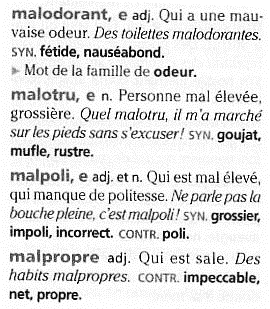 malodorant, e adj. Qui a une mau-
vaise odeur. Des toilettes malodorantes.
SYN. fétide, nauséabond.
▶ Mot de la famille de odeur.
malotru, e n. Personne mal élevée,
grossière. Quel malotru, il m'a marché
sur les pieds sans s'excuser! SYN. goujat,
mufle, rustre.
malpoli, e adj. et n. Qui est mal élevé,
qui manque de politesse. Ne parle pas la
bouche pleine, c'est malpoli! SYN. grossier,
impoli, incorrect. CONTR. poli.
malpropre adj. Qui est sale. Des
habits malpropres. CONTR. impeccable,
net, propre.